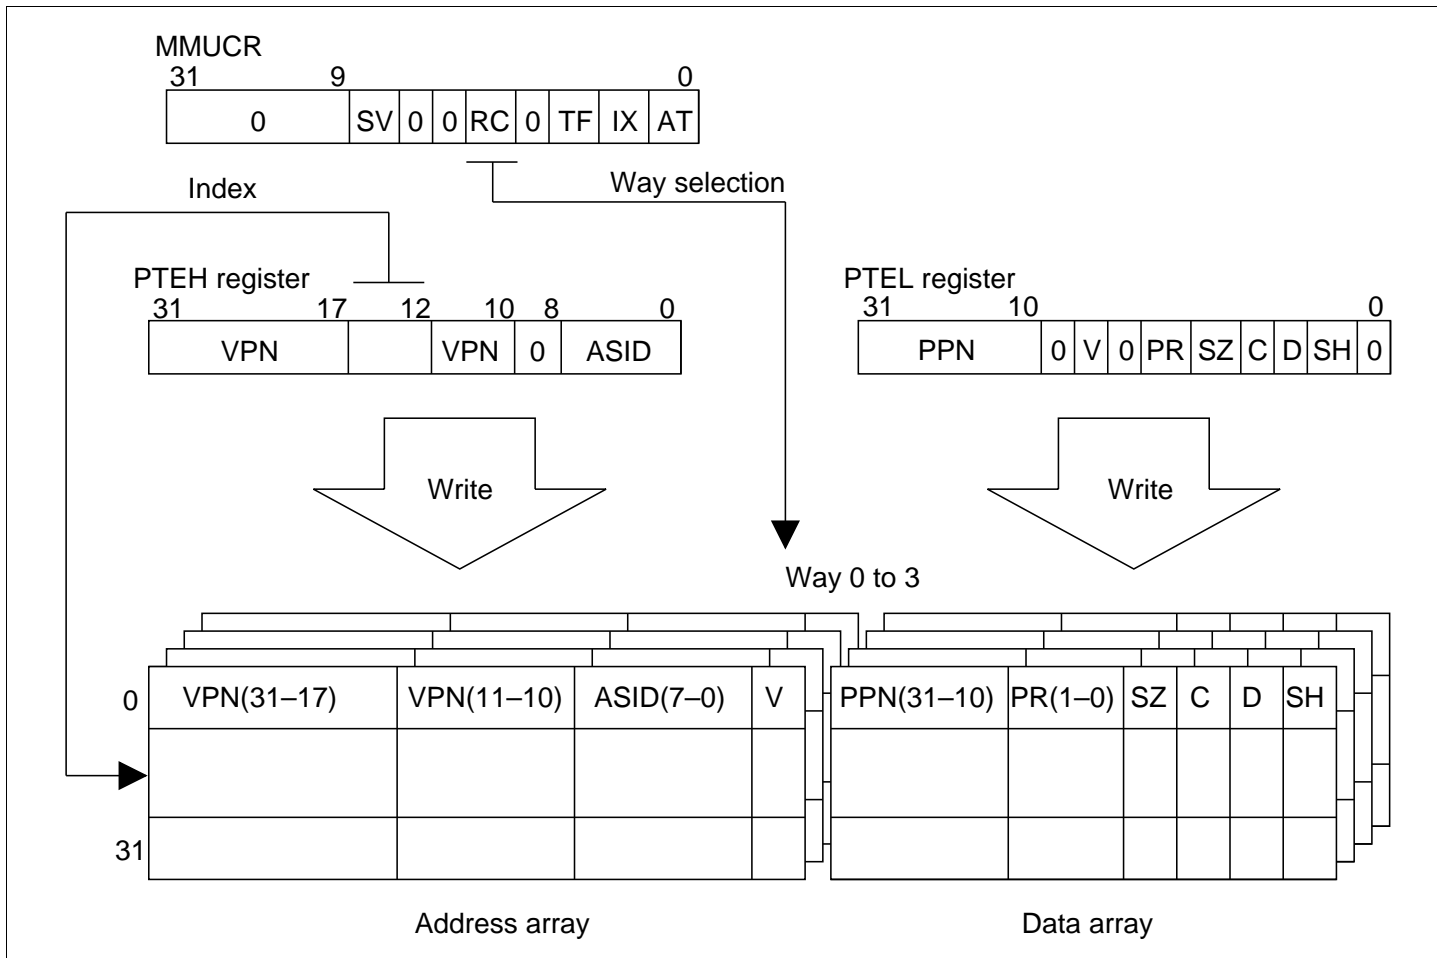 MMUCR
31 9 0
0 SV 0 0 RC 0 TF IX AT
Index Way selection
PTEH register PTEL register
31 17 12 10 8 0 31 10 0
VPN VPN 0 ASID PPN 0 V 0 PR SZ C D SH 0
Write Write
Way 0 to 3
0 VPN(31–17) VPN(11–10) ASID(7–0) V PPN(31–10) PR(1–0) SZ C D SH
31
Address array Data array